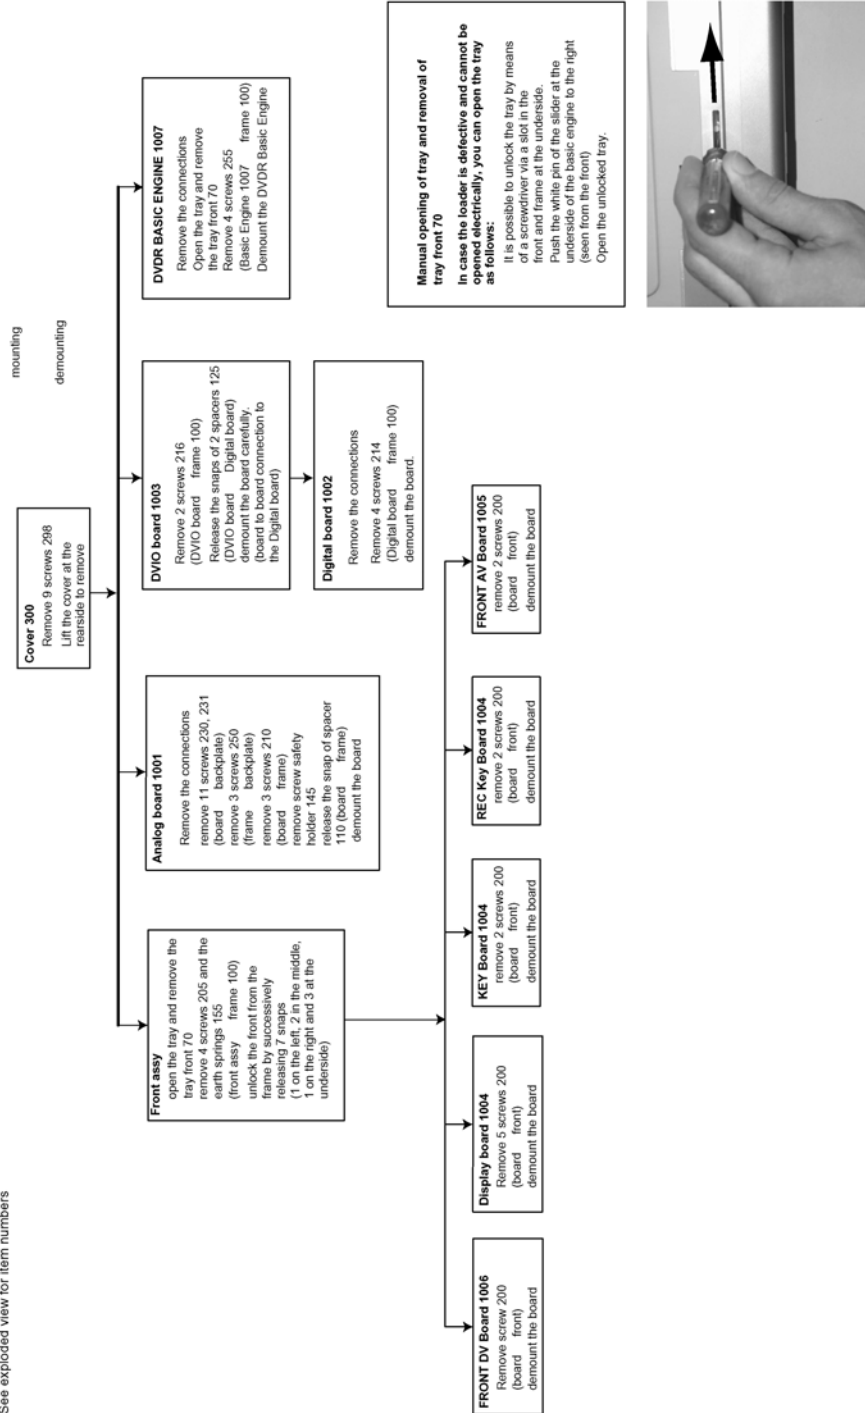 See exploded view for item numbers
mounting
demounting
Cover 300
Remove 9 screws 298
Lift the cover at the
rearside to remove
Front assy
open the tray and remove the
tray front 70
remove 4 screws 205 and the
earth springs 155
(front assy frame 100)
unlock the front from the
frame by successively
releasing 7 snaps
(1 on the left, 2 in the middle,
1 on the right and 3 at the
underside)
Analog board 1001
Remove the connections
remove 11 screws 230, 231
(board backplate)
remove 3 screws 250
(frame backplate)
remove 3 screws 210
(board frame)
remove screw safety
holder 145
release the snap of spacer
110 (board frame)
demount the board
DVIO board 1003
Remove 2 screws 216
(DVIO board frame 100)
Release the snaps of 2 spacers 125
(DVIO board Digital board)
demount the board carefully.
(board to board connection to
the Digital board)
DVDR BASIC ENGINE 1007
Remove the connections
Open the tray and remove
the tray front 70
Remove 4 screws 255
(Basic Engine 1007 frame 100)
Demount the DVDR Basic Engine
Digital board 1002
Remove the connections
Remove 4 screws 214
(Digital board frame 100)
demount the board.
FRONT DV Board 1006
Remove screw 200
(board front)
demount the board
Display board 1004
Remove 5 screws 200
(board front)
demount the board
KEY Board 1004
remove 2 screws 200
(board front)
demount the board
REC Key Board 1004
remove 2 screws 200
(board front)
demount the board
FRONT AV Board 1005
remove 2 screws 200
(board front)
demount the board
Manual opening of tray and removal of
tray front 70
In case the loader is defective and cannot be
opened electrically, you can open the tray
as follows:
It is possible to unlock the tray by means
of a screwdriver via a slot in the
front and frame at the underside.
Push the white pin of the slider at the
underside of the basic engine to the right
(seen from the front)
Open the unlocked tray.